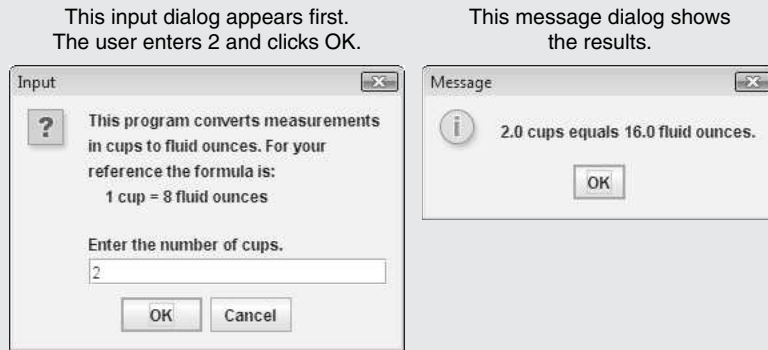 This input dialog appears first.
The user enters 2 and clicks OK.
Input
?
This program converts measurements
in cups to fluid ounces. For your
reference the formula is:
1 cup = 8 fluid ounces
Enter the number of cups.
2
OK Cancel
This message dialog shows
the results.
Message
i
2.0 cups equals 16.0 fluid ounces.
OK